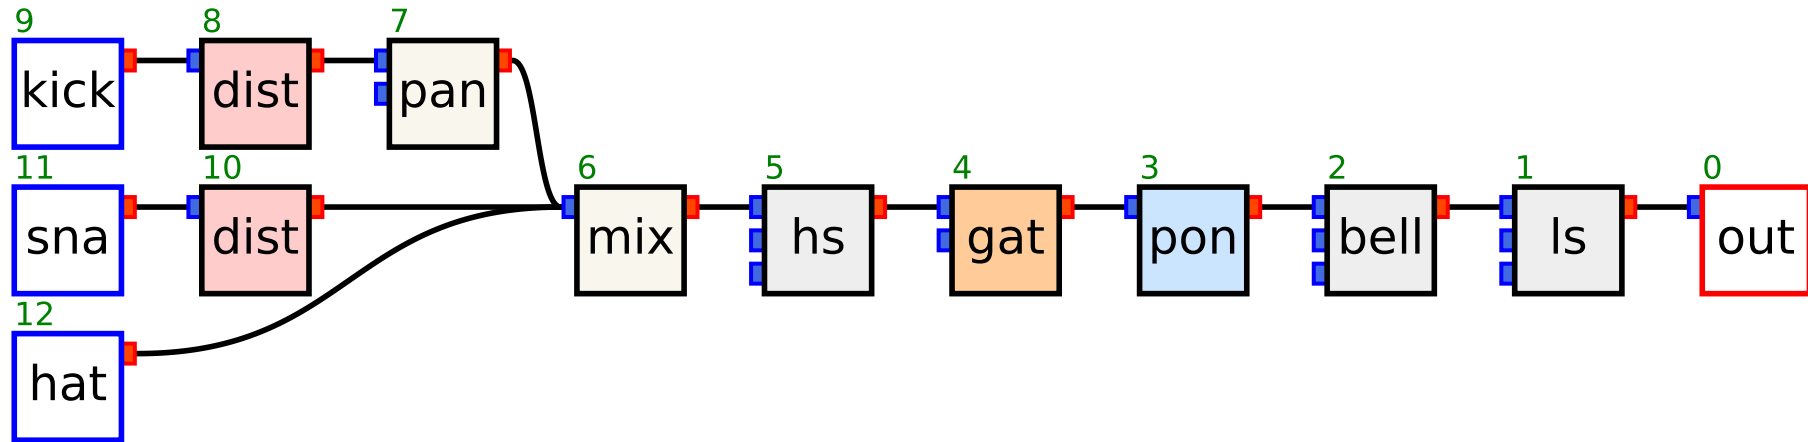 9 8 7
kick dist pan
11 10 6 5 4 3 2 1 0
sna dist mix hs gat pon bell ls out
12
hat